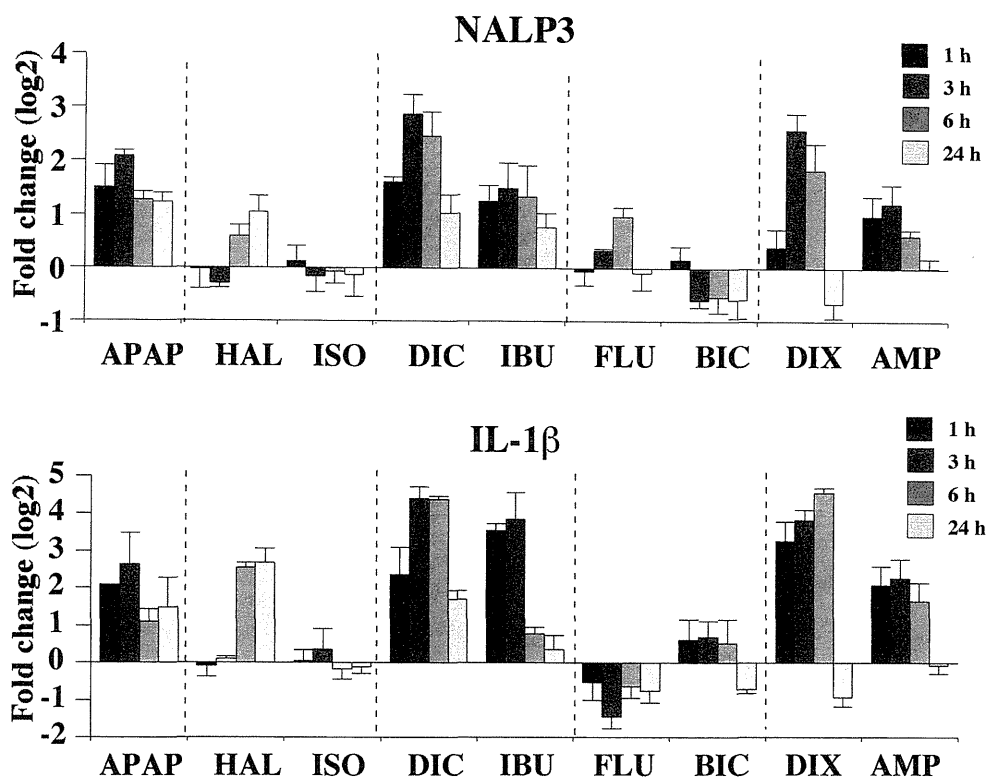 NALP3
Fold change (log2)
4
3
2
1
0
-1
1 h
3 h
6 h
24 h
APAP HAL ISO DIC IBU FLU BIC DIX AMP
IL-1β
Fold change (log2)
5
4
3
2
1
0
-1
-2
1 h
3 h
6 h
24 h
APAP HAL ISO DIC IBU FLU BIC DIX AMP